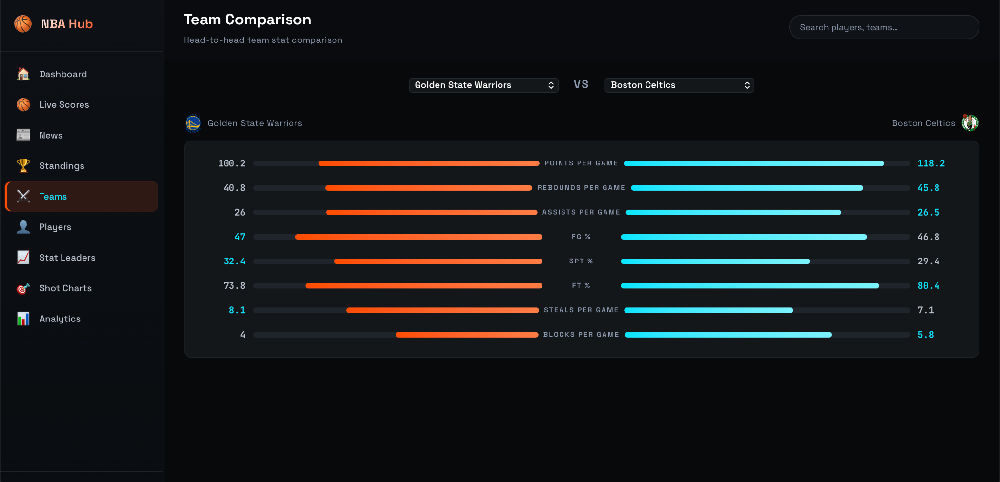 NBA Hub
Dashboard
Live Scores
News
Standings
Teams
Players
Stat Leaders
Shot Charts
Analytics
Team Comparison
Head-to-head team stat comparison
Search players, teams...
Golden State Warriors VS Boston Celtics
Golden State Warriors Boston Celtics
100.2 POINTS PER GAME 118.2
40.8 REBOUNDS PER GAME 45.8
26 ASSISTS PER GAME 26.5
47 FG % 46.8
32.4 3PT % 29.4
73.8 FT % 80.4
8.1 STEALS PER GAME 7.1
4 BLOCKS PER GAME 5.8